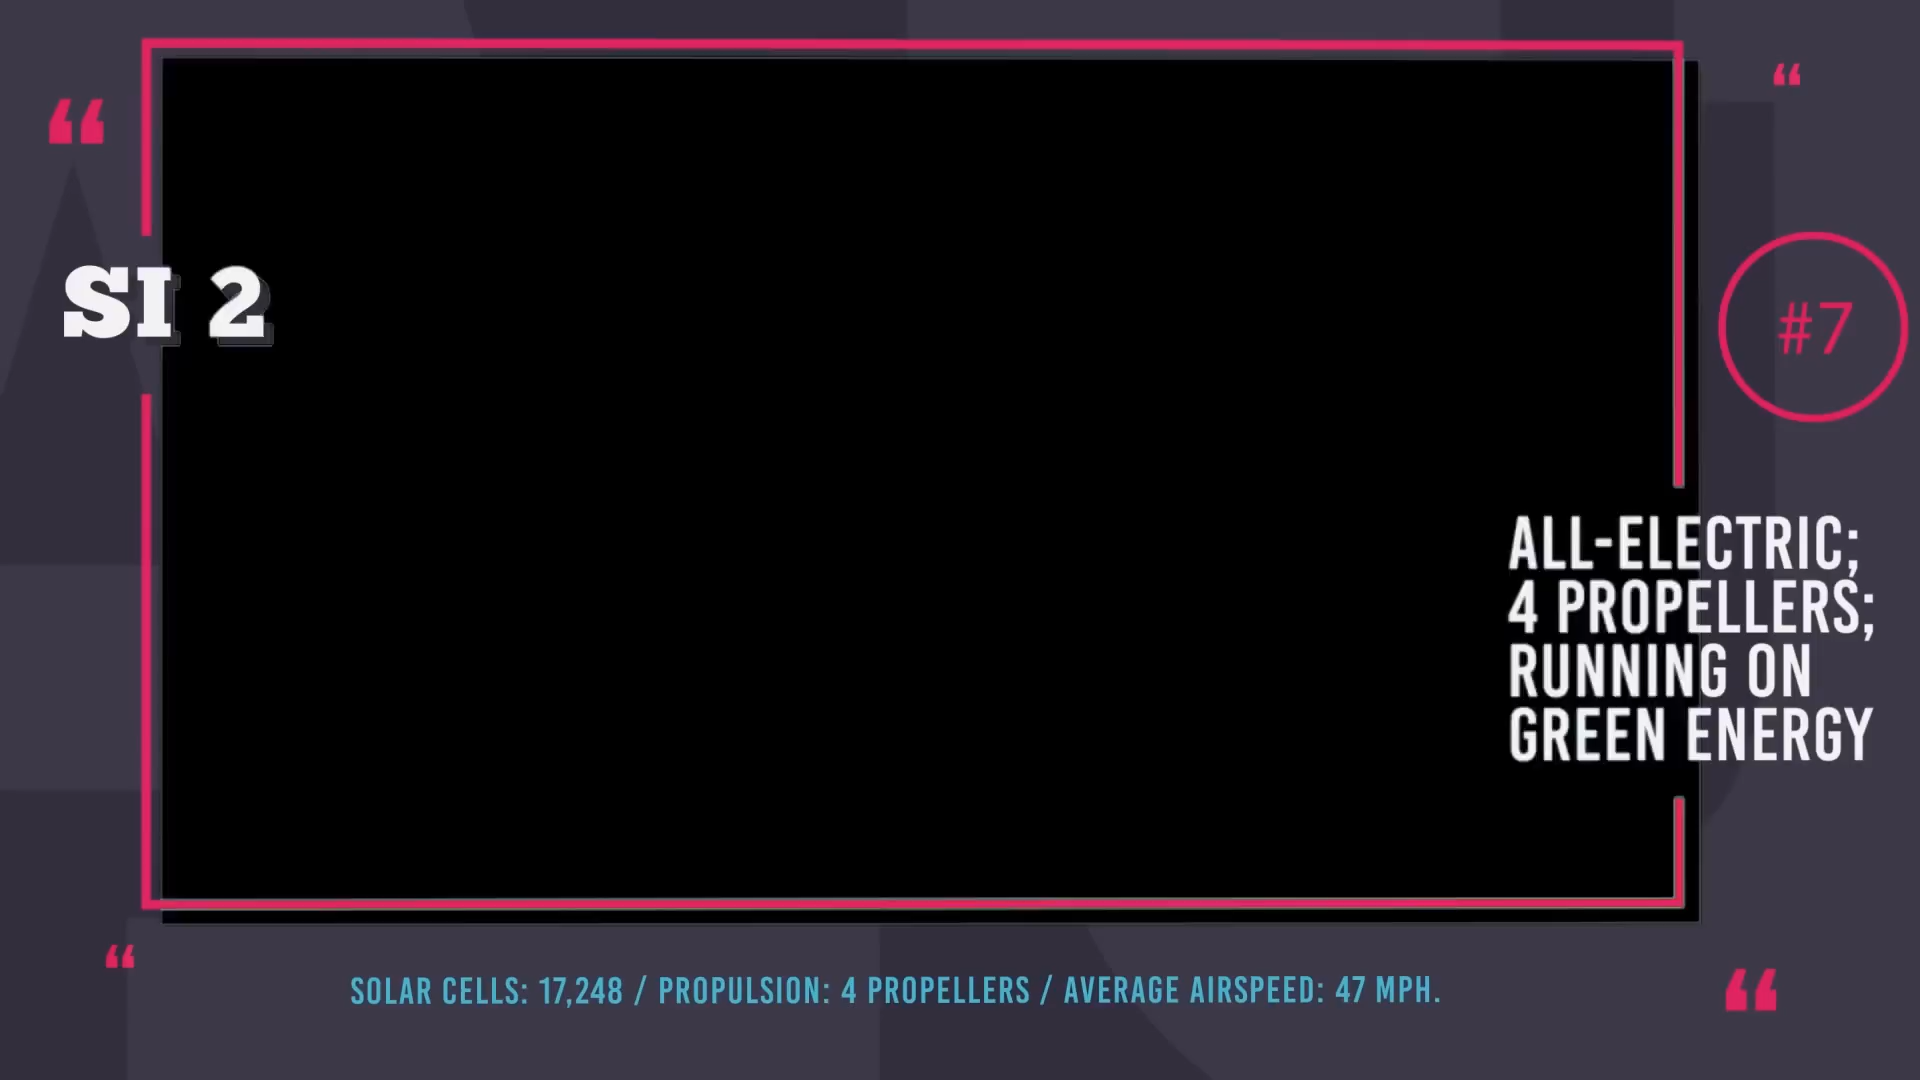 SI 2
#7
ALL-ELECTRIC;
4 PROPELLERS;
RUNNING ON
GREEN ENERGY
SOLAR CELLS: 17,248 / PROPULSION: 4 PROPELLERS / AVERAGE AIRSPEED: 47 MPH.